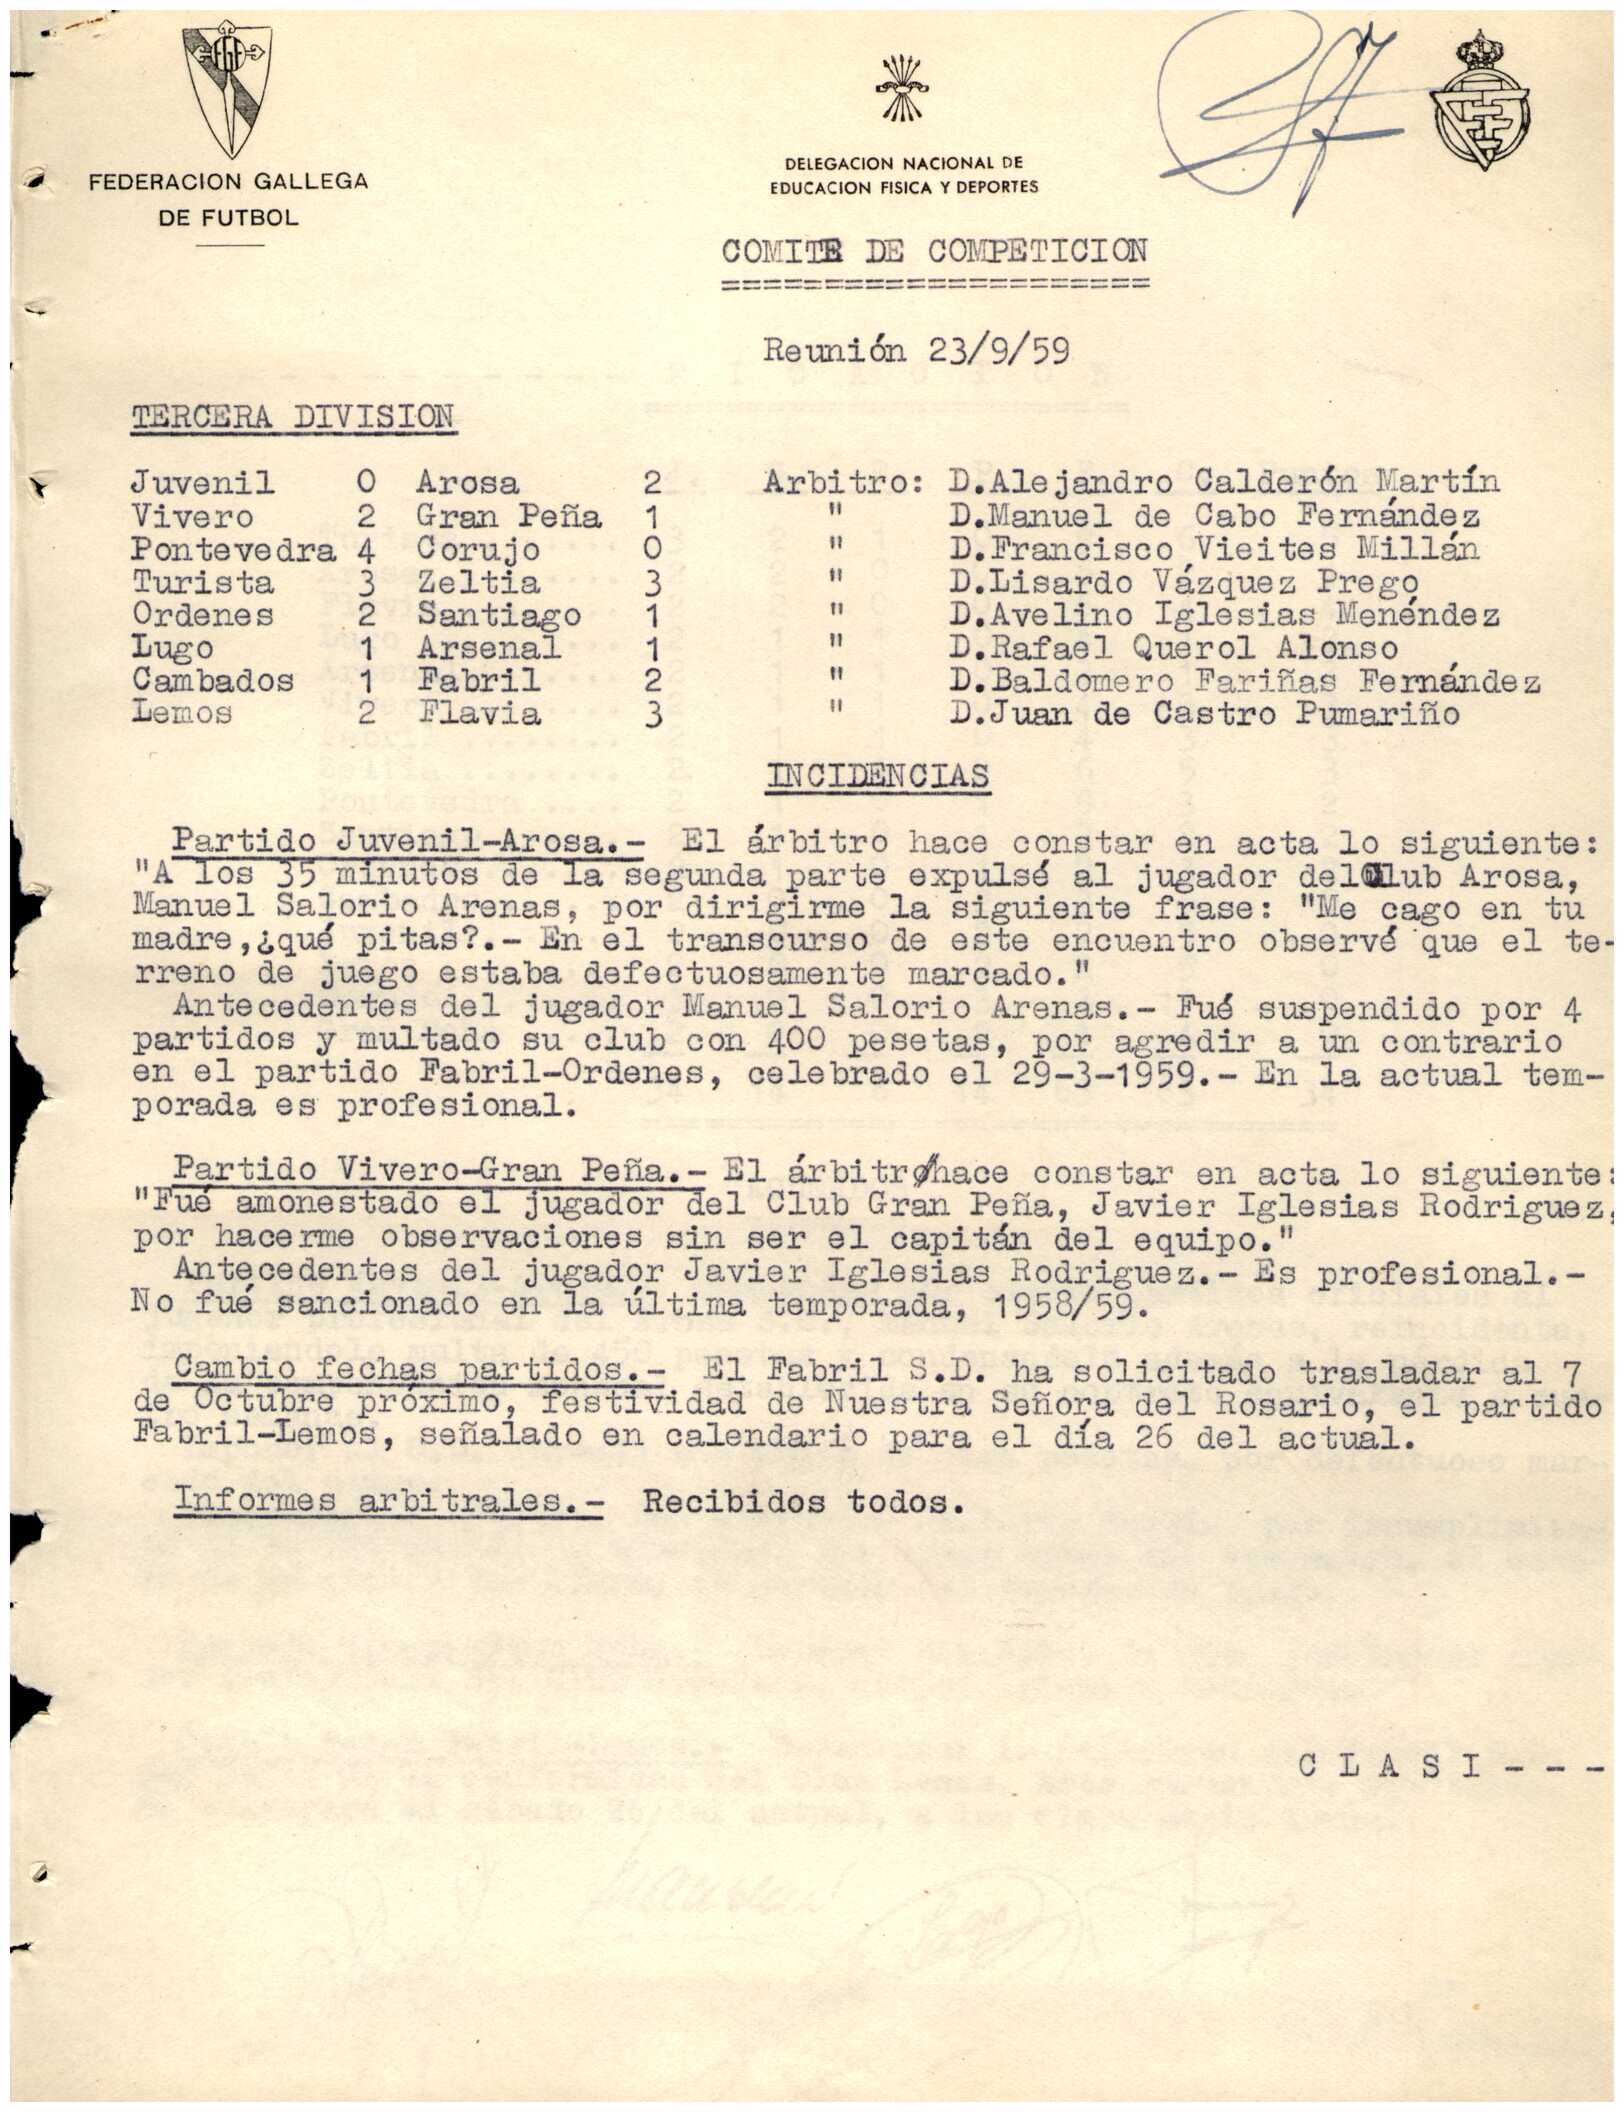 FEDERACION GALLEGA
DE FUTBOL
DELEGACION NACIONAL DE
EDUCACION FISICA Y DEPORTES
COMITE DE COMPETICION
=====================
Reunión 23/9/59
TERCERA DIVISION
Juvenil 0 Arosa 2 Arbitro: D.Alejandro Calderón Martín
Vivero 2 Gran Peña 1 " D.Manuel de Cabo Fernández
Pontevedra 4 Corujo 0 " D.Francisco Vieites Millán
Turista 3 Zeltia 3 " D.Lisardo Vázquez Prego
Ordenes 2 Santiago 1 " D.Avelino Iglesias Menéndez
Lugo 1 Arsenal 1 " D.Rafael Querol Alonso
Cambados 1 Fabril 2 " D.Baldomero Fariñas Fernández
Lemos 2 Flavia 3 " D.Juan de Castro Pumariño
INCIDENCIAS
Partido Juvenil-Arosa.- El árbitro hace constar en acta lo siguiente:
"A los 35 minutos de la segunda parte expulsé al jugador del Club Arosa,
Manuel Salorio Arenas, por dirigirme la siguiente frase: "Me cago en tu
madre,¿qué pitas?.- En el transcurso de este encuentro observé que el te-
rreno de juego estaba defectuosamente marcado."
Antecedentes del jugador Manuel Salorio Arenas.- Fué suspendido por 4
partidos y multado su club con 400 pesetas, por agredir a un contrario
en el partido Fabril-Ordenes, celebrado el 29-3-1959.- En la actual tem-
porada es profesional.
Partido Vivero-Gran Peña.- El árbitro hace constar en acta lo siguiente:
"Fué amonestado el jugador del Club Gran Peña, Javier Iglesias Rodriguez,
por hacerme observaciones sin ser el capitán del equipo."
Antecedentes del jugador Javier Iglesias Rodriguez.- Es profesional.-
No fué sancionado en la última temporada, 1958/59.
Cambio fechas partidos.- El Fabril S.D. ha solicitado trasladar al 7
de Octubre próximo, festividad de Nuestra Señora del Rosario, el partido
Fabril-Lemos, señalado en calendario para el día 26 del actual.
Informes arbitrales.- Recibidos todos.
C L A S I - - -